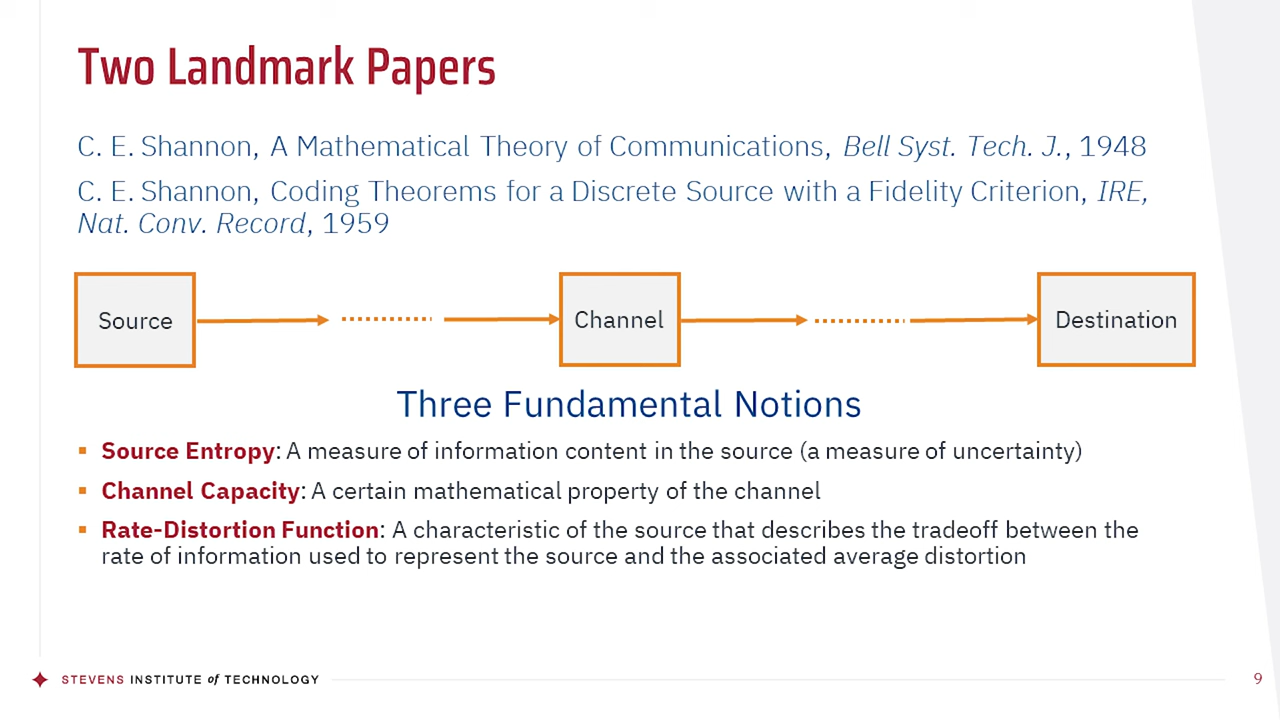 Two Landmark Papers
C. E. Shannon, A Mathematical Theory of Communications, Bell Syst. Tech. J., 1948
C. E. Shannon, Coding Theorems for a Discrete Source with a Fidelity Criterion, IRE,
Nat. Conv. Record, 1959
Source
Channel
Destination
Three Fundamental Notions
▪ Source Entropy: A measure of information content in the source (a measure of uncertainty)
▪ Channel Capacity: A certain mathematical property of the channel
▪ Rate-Distortion Function: A characteristic of the source that describes the tradeoff between the
rate of information used to represent the source and the associated average distortion
STEVENS INSTITUTE of TECHNOLOGY
9